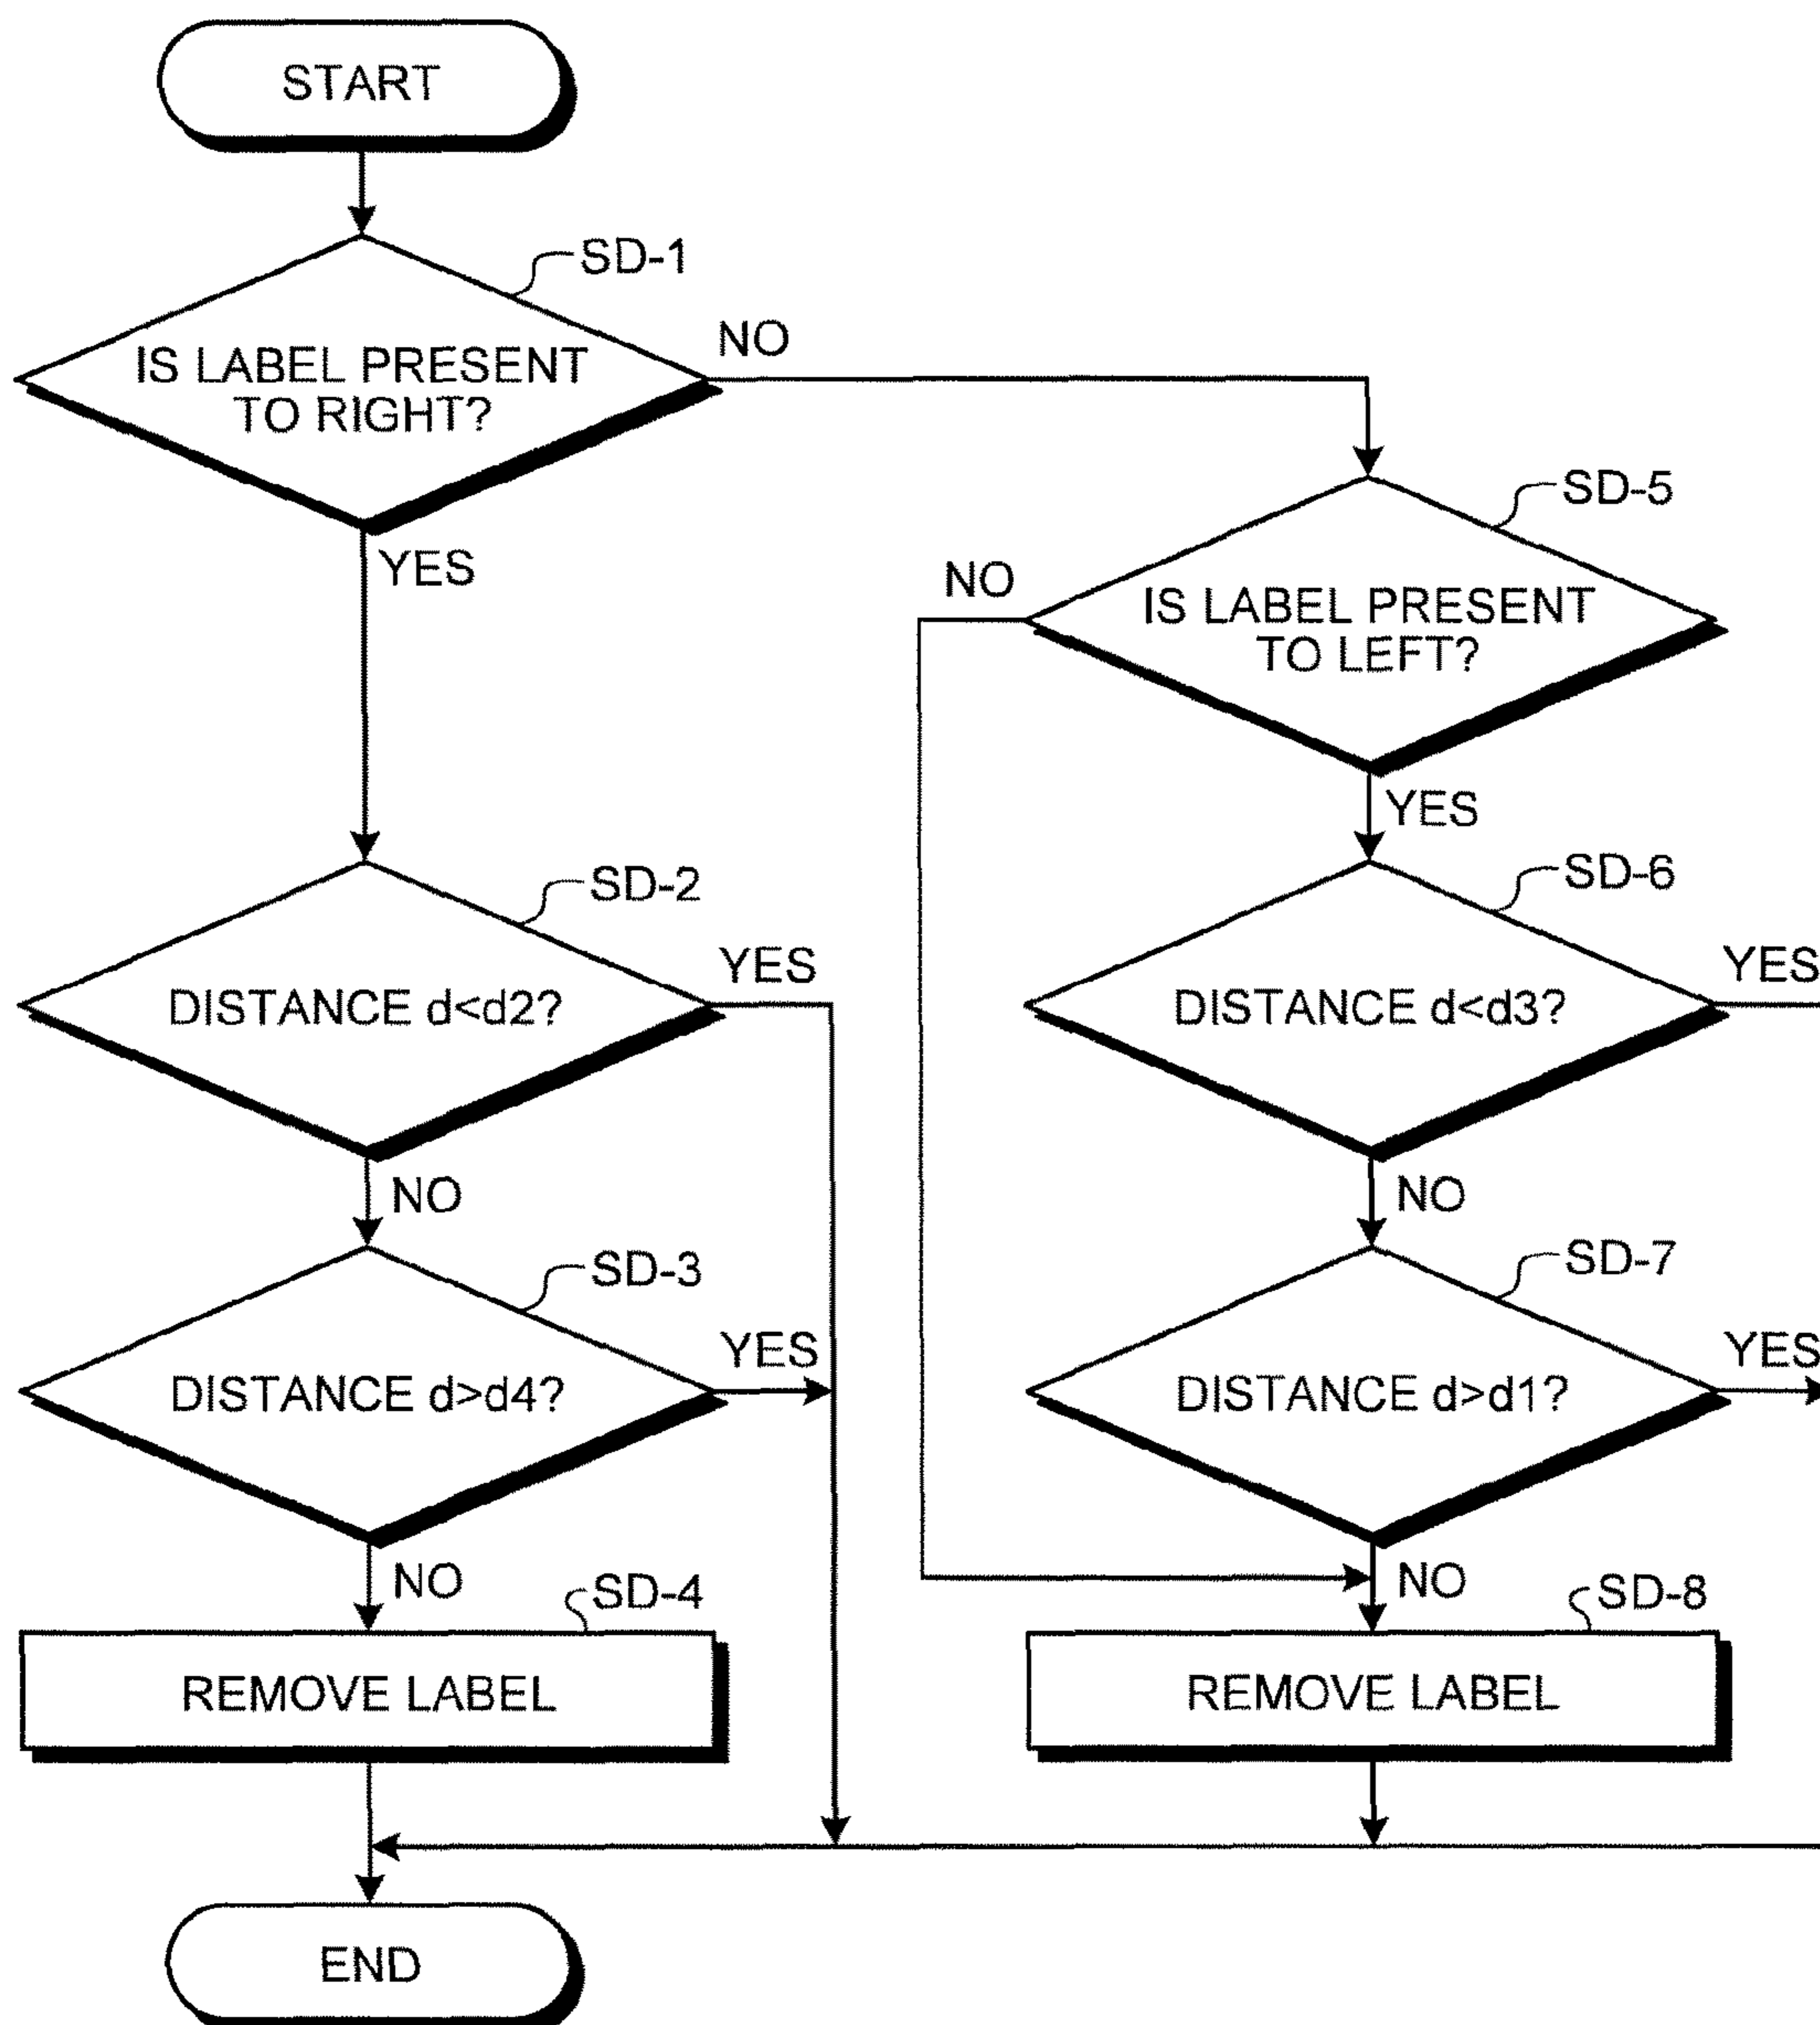 START
SD-1
IS LABEL PRESENT
TO RIGHT?
NO
YES
SD-5
IS LABEL PRESENT
TO LEFT?
NO
YES
SD-2
DISTANCE d<d2?
YES
NO
SD-6
DISTANCE d<d3?
YES
NO
SD-3
DISTANCE d>d4?
YES
NO
SD-7
DISTANCE d>d1?
YES
NO
SD-4
REMOVE LABEL
SD-8
REMOVE LABEL
END